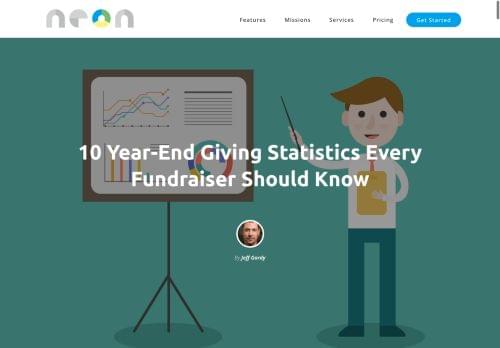 neon
Features
Missions
Services
Pricing
Get Started
10 Year-End Giving Statistics Every
Fundraiser Should Know
By Jeff Gordy